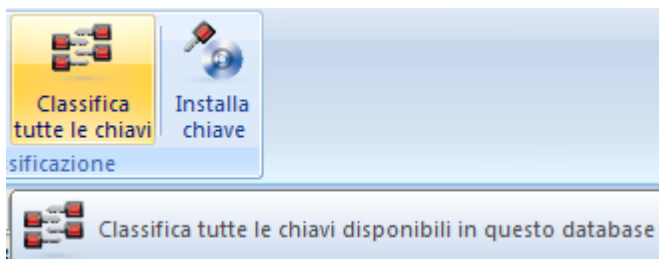 Classifica
tutte le chiavi
Installa
chiave
sificazione
Classifica tutte le chiavi disponibili in questo database